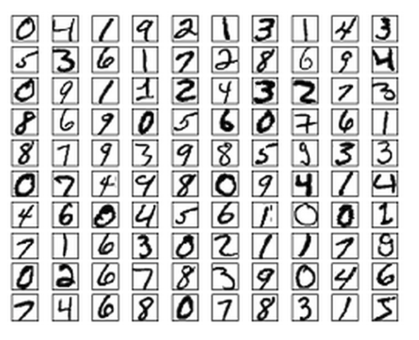 0 4 1 9 2 1 3 1 4 3
5 3 6 1 7 2 8 6 9 4
0 9 1 1 2 4 3 2 7 3
8 6 9 0 5 6 0 7 6 1
8 7 9 3 9 8 5 9 3 3
0 7 4 9 8 0 9 4 1 4
4 6 0 4 5 6 1 0 0 1
7 1 6 3 0 2 1 1 7 9
0 2 6 7 8 3 9 0 4 6
7 4 6 8 0 7 8 3 1 5